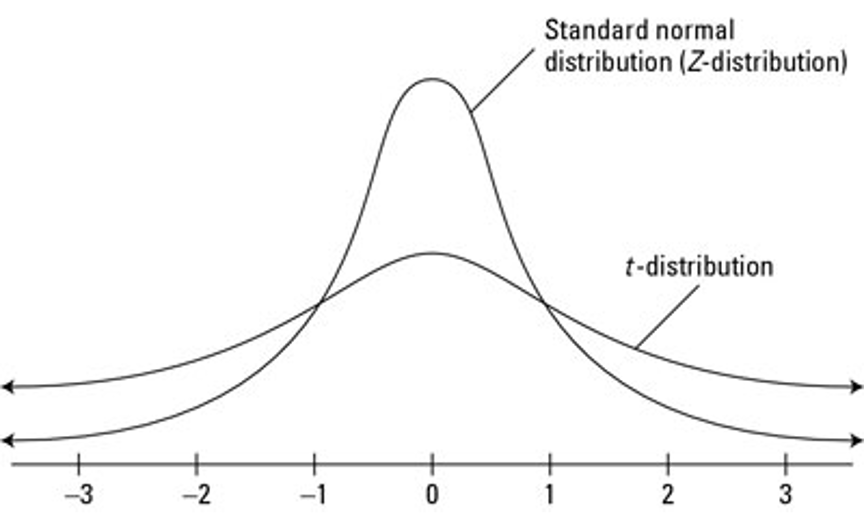 Standard normal
distribution (Z-distribution)
t-distribution
–3 –2 –1 0 1 2 3